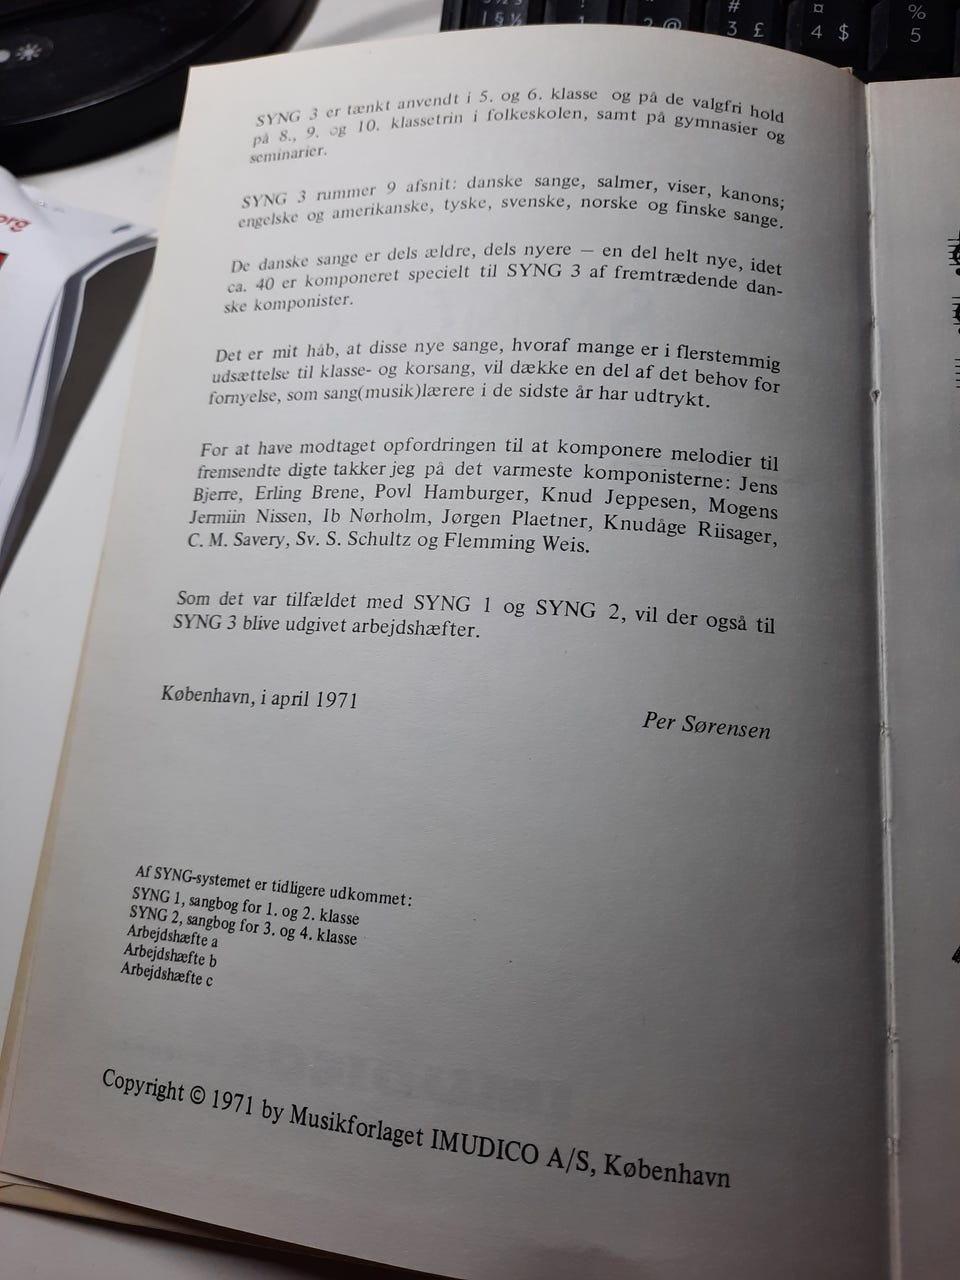 SYNG 3 er tænkt anvendt i 5. og 6. klasse og på de valgfri hold
på 8., 9. og 10. klassetrin i folkeskolen, samt på gymnasier og
seminarier.
SYNG 3 rummer 9 afsnit: danske sange, salmer, viser, kanons;
engelske og amerikanske, tyske, svenske, norske og finske sange.
De danske sange er dels ældre, dels nyere — en del helt nye, idet
ca. 40 er komponeret specielt til SYNG 3 af fremtrædende dan-
ske komponister.
Det er mit håb, at disse nye sange, hvoraf mange er i flerstemmig
udsættelse til klasse- og korsang, vil dække en del af det behov for
fornyelse, som sang(musik)lærere i de sidste år har udtrykt.
For at have modtaget opfordringen til at komponere melodier til
fremsendte digte takker jeg på det varmeste komponisterne: Jens
Bjerre, Erling Brene, Povl Hamburger, Knud Jeppesen, Mogens
Jermiin Nissen, Ib Nørholm, Jørgen Plaetner, Knudåge Riisager,
C. M. Savery, Sv. S. Schultz og Flemming Weis.
Som det var tilfældet med SYNG 1 og SYNG 2, vil der også til
SYNG 3 blive udgivet arbejdshæfter.
København, i april 1971
Per Sørensen
Af SYNG-systemet er tidligere udkommet:
SYNG 1, sangbog for 1. og 2. klasse
SYNG 2, sangbog for 3. og 4. klasse
Arbejdshæfte a
Arbejdshæfte b
Arbejdshæfte c
Copyright © 1971 by Musikforlaget IMUDICO A/S, København
org
# 3 £
¤ 4 $
% 5
2 @